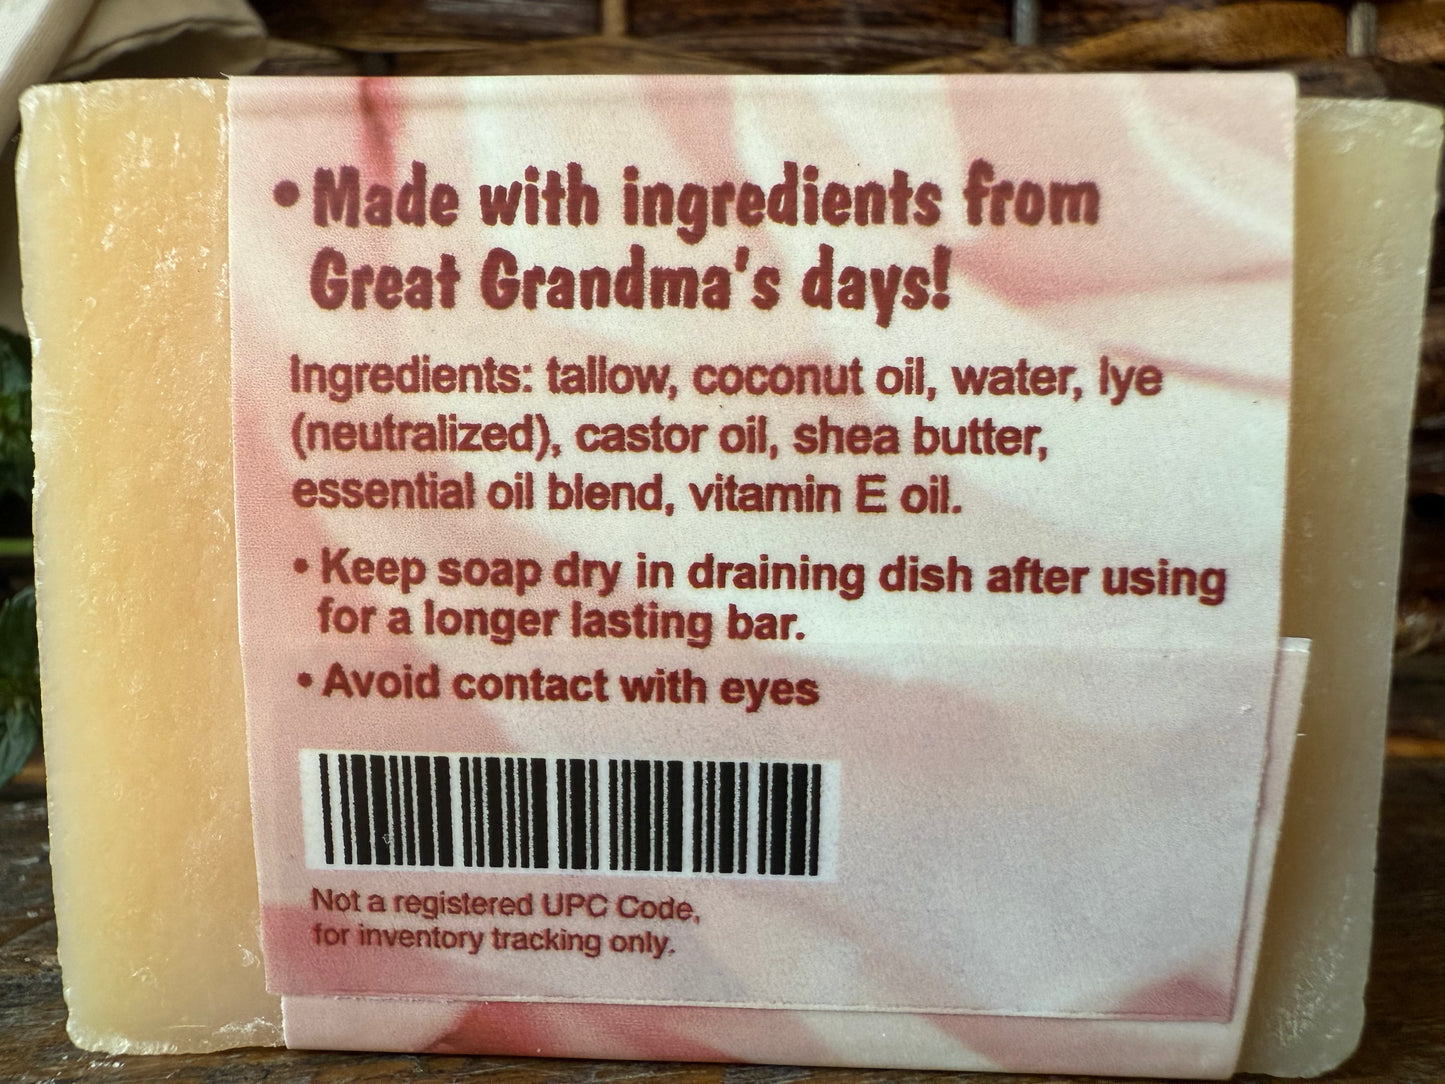 • Made with ingredients from
Great Grandma's days!
Ingredients: tallow, coconut oil, water, lye
(neutralized), castor oil, shea butter,
essential oil blend, vitamin E oil.
• Keep soap dry in draining dish after using
for a longer lasting bar.
• Avoid contact with eyes
Not a registered UPC Code,
for inventory tracking only.